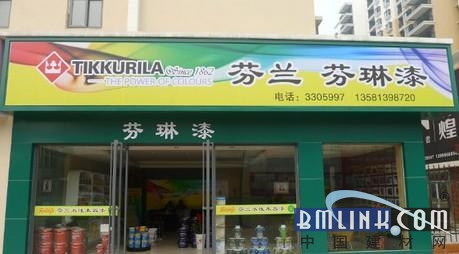 TIKKURILA
Since 1862
THE POWER OF COLOURS
芬兰 芬琳漆
电话：3305997 13581398720
芬琳漆
煌
BMLINK.COM
中国建材网